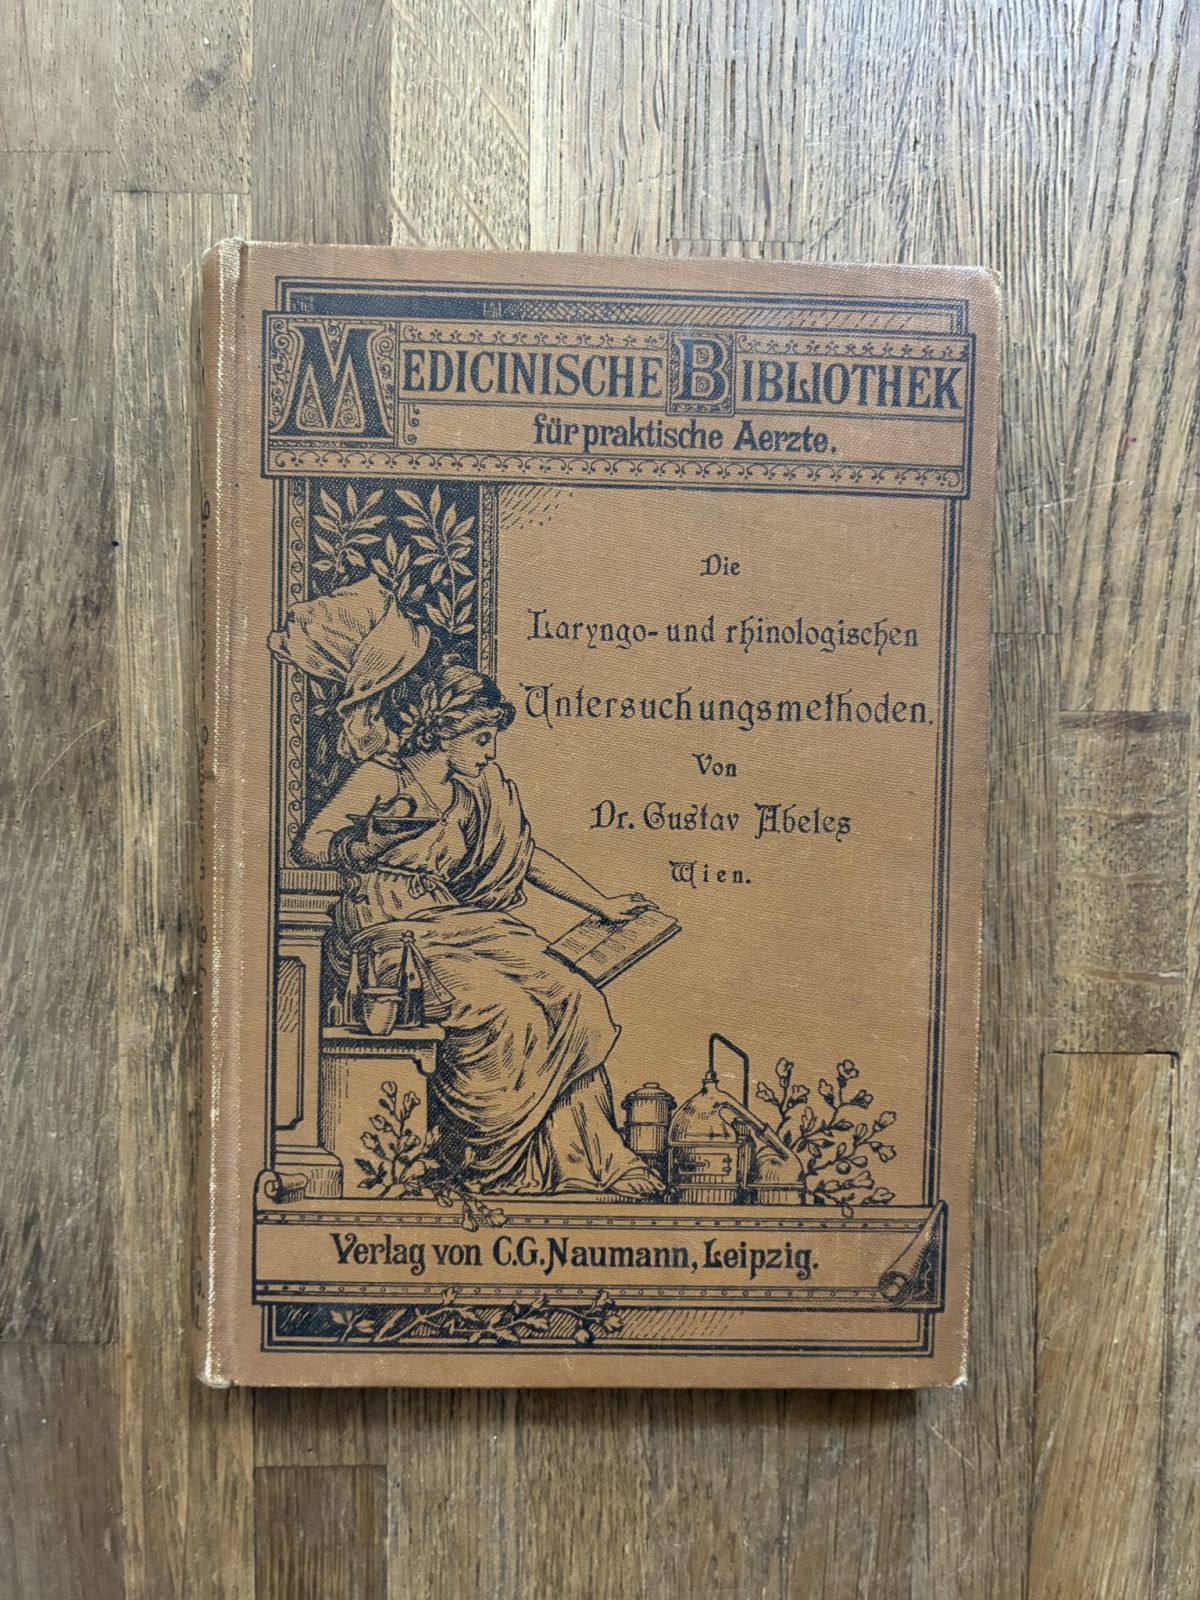 MEDICINISCHE BIBLIOTHEK
für praktische Aerzte.
Die
Laryngo- und rhinologischen
Untersuchungsmethoden.
Von
Dr. Gustav Abeles
Wien.
Verlag von C.G. Naumann, Leipzig.